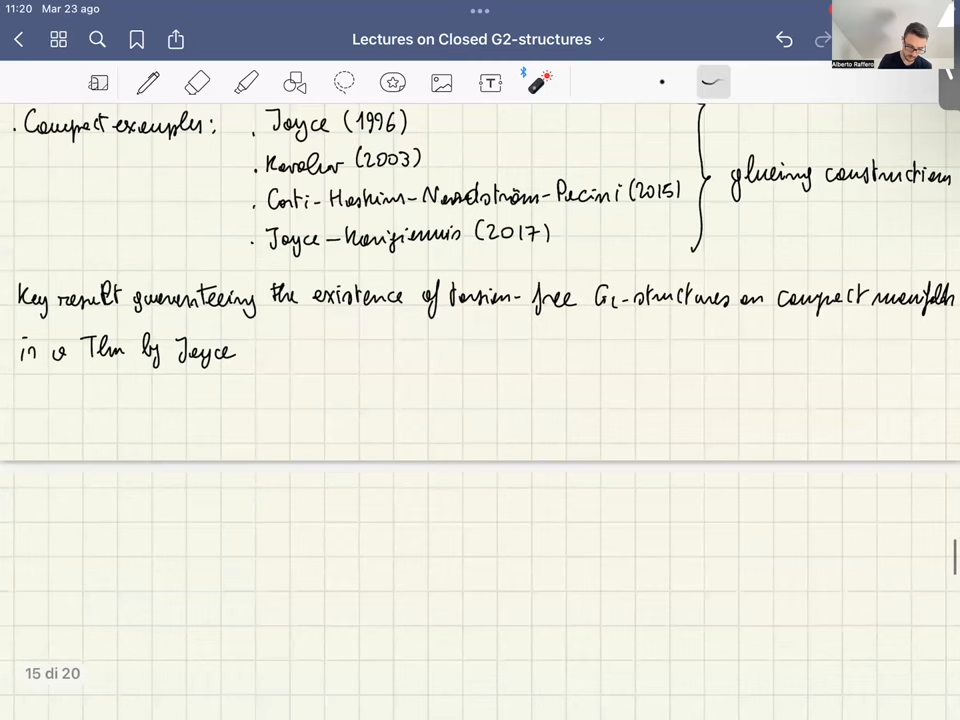 11:20 Mar 23 ago
Lectures on Closed G2-structures
Alberto Raffero
. Compact examples: . Joyce (1996)
. Kovalev (2003)
. Corti-Haskins-Nordström-Pacini (2015)
. Joyce-Karigiannis (2017)
glueing constructions
Key result guaranteeing the existence of torsion-free G2-structures on compact manifolds
is a Thm by Joyce
15 di 20